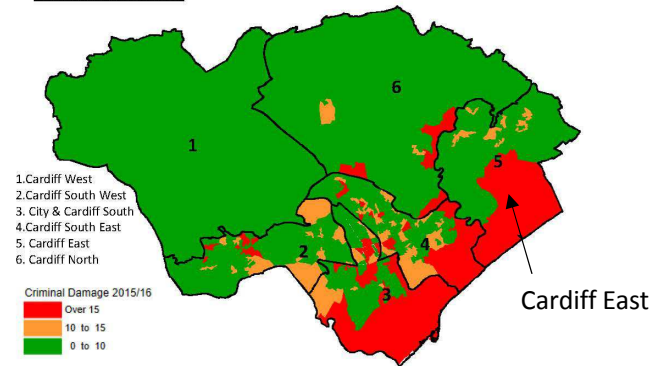 6
1
5
1.Cardiff West
2.Cardiff South West
3. City & Cardiff South
4.Cardiff South East
5. Cardiff East
6. Cardiff North
2
4
3
Cardiff East
Criminal Damage 2015/16
Over 15
10 to 15
0 to 10